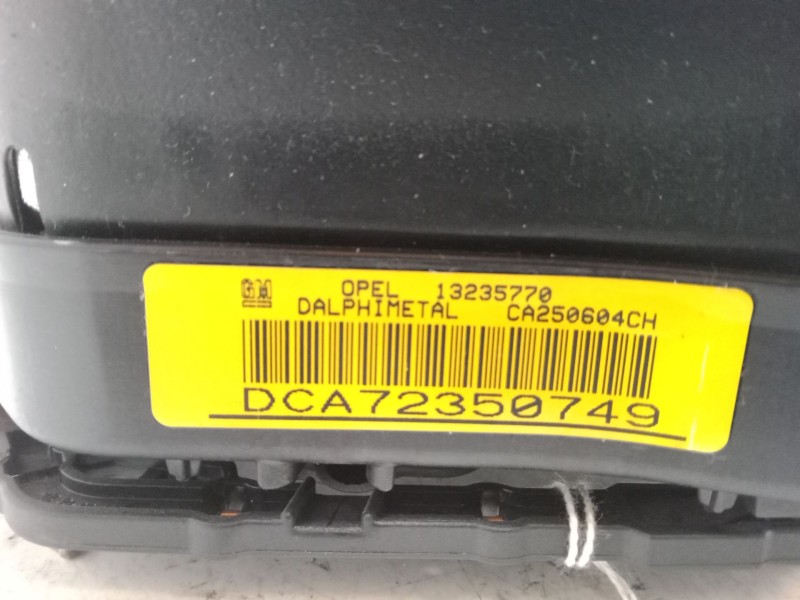 GM OPEL 13235770
DALPHIMETAL CA250604CH
DCA72350749